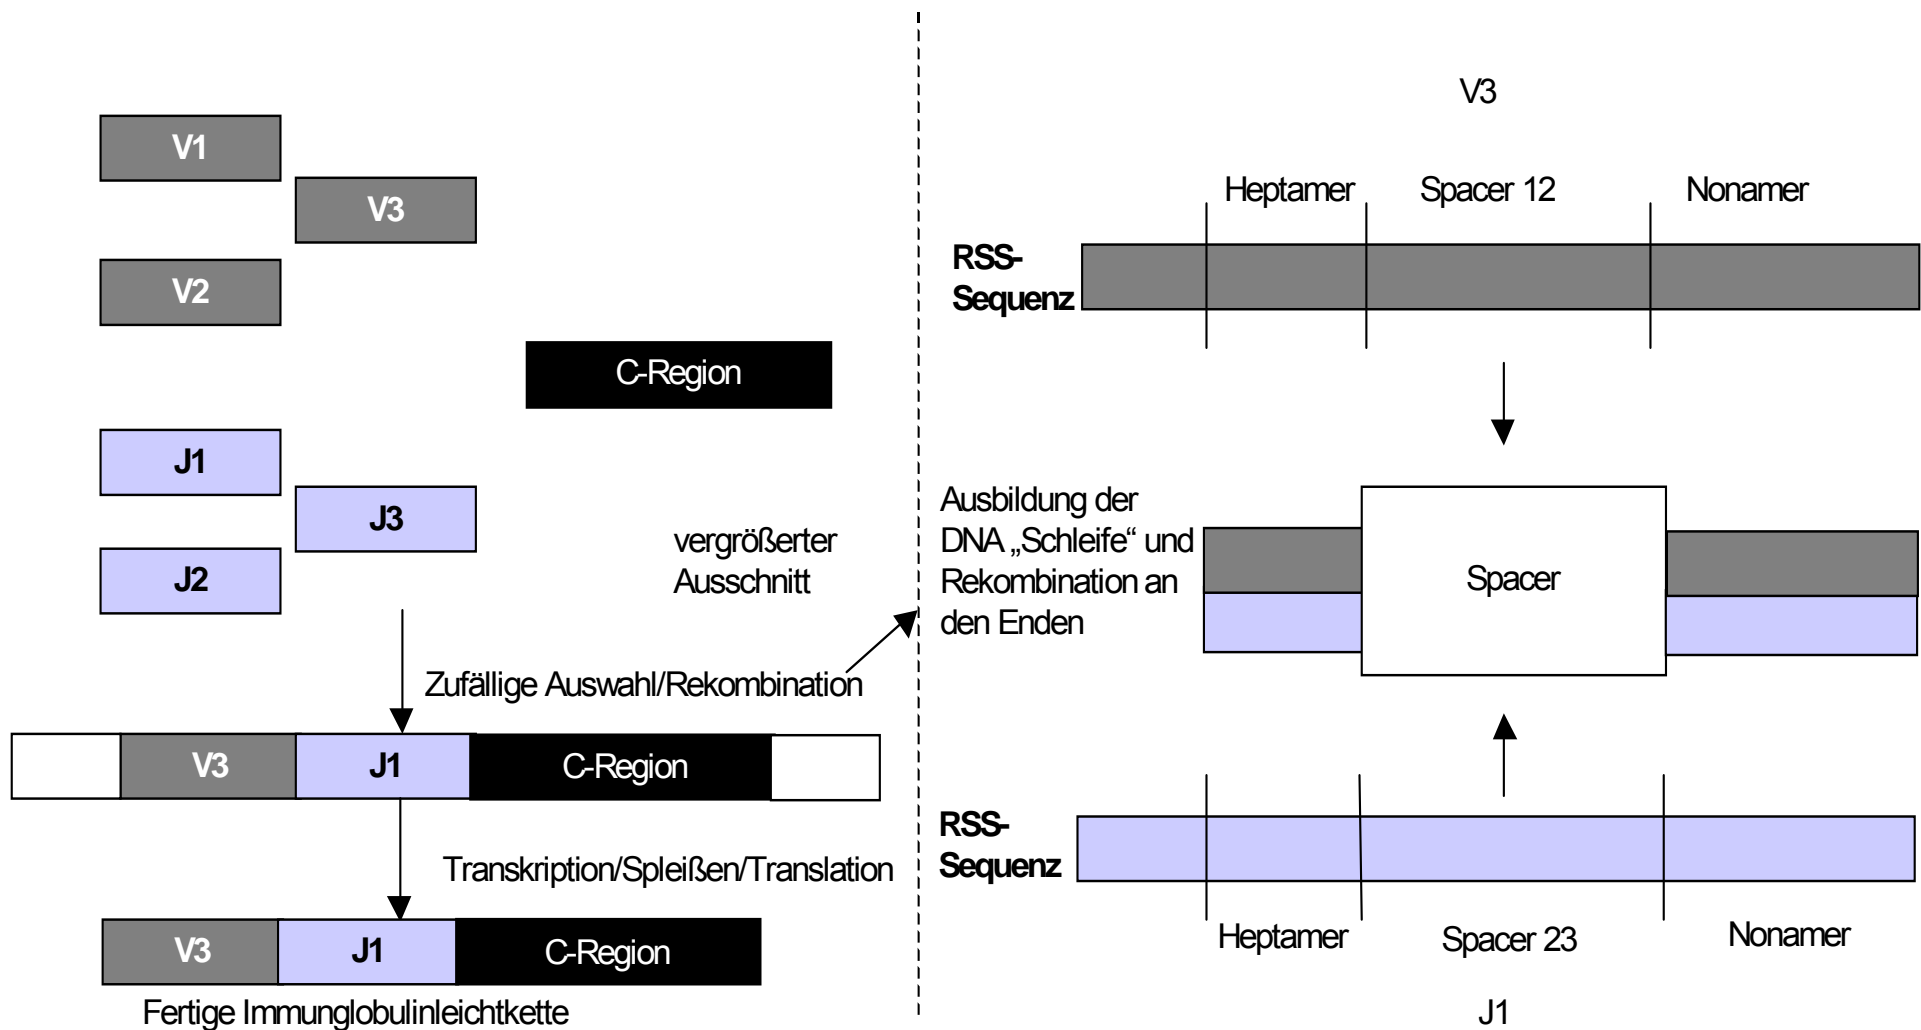 V1
V3
V2
C-Region
J1
J3
J2
vergrößerter
Ausschnitt
Zufällige Auswahl/Rekombination
V3 J1 C-Region
Transkription/Spleißen/Translation
V3 J1 C-Region
Fertige Immunglobulinleichtkette
V3
Heptamer Spacer 12 Nonamer
RSS-
Sequenz
Ausbildung der
DNA „Schleife“ und
Rekombination an
den Enden
Spacer
RSS-
Sequenz
Heptamer Spacer 23 Nonamer
J1